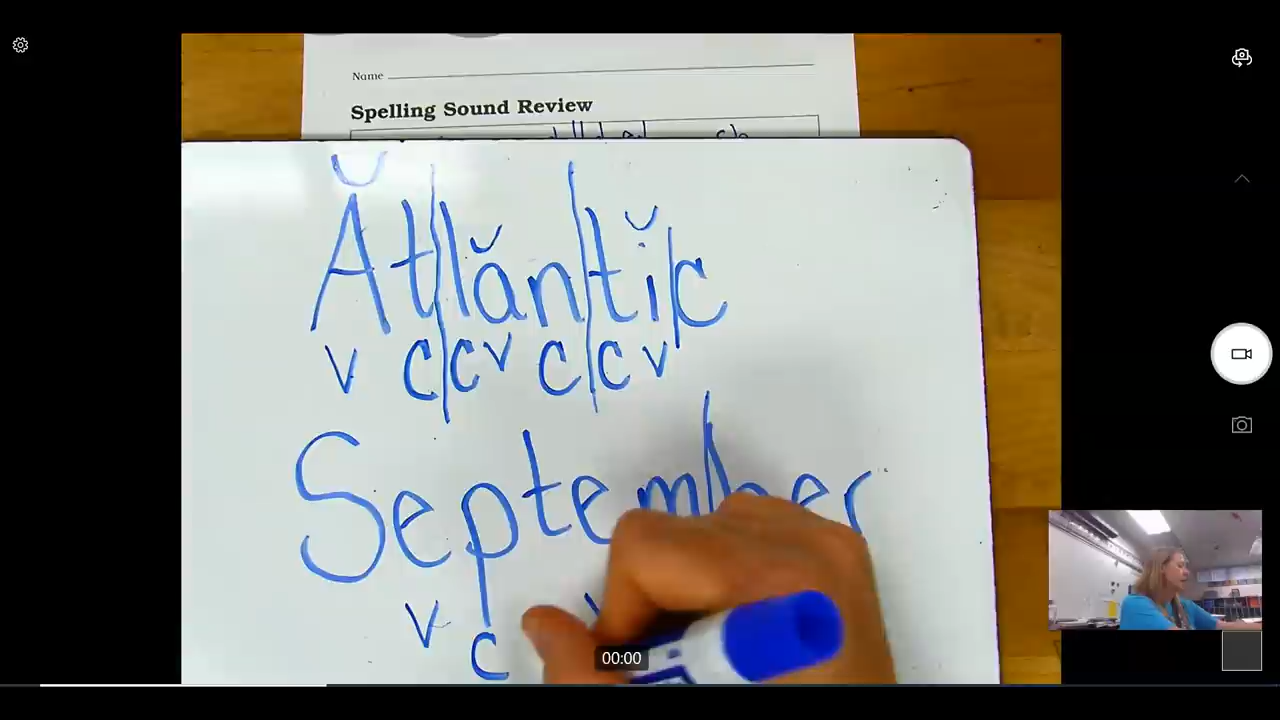 Name
Spelling Sound Review
Ătlăntĭc
v c c v c c v
September
v
c
00:00